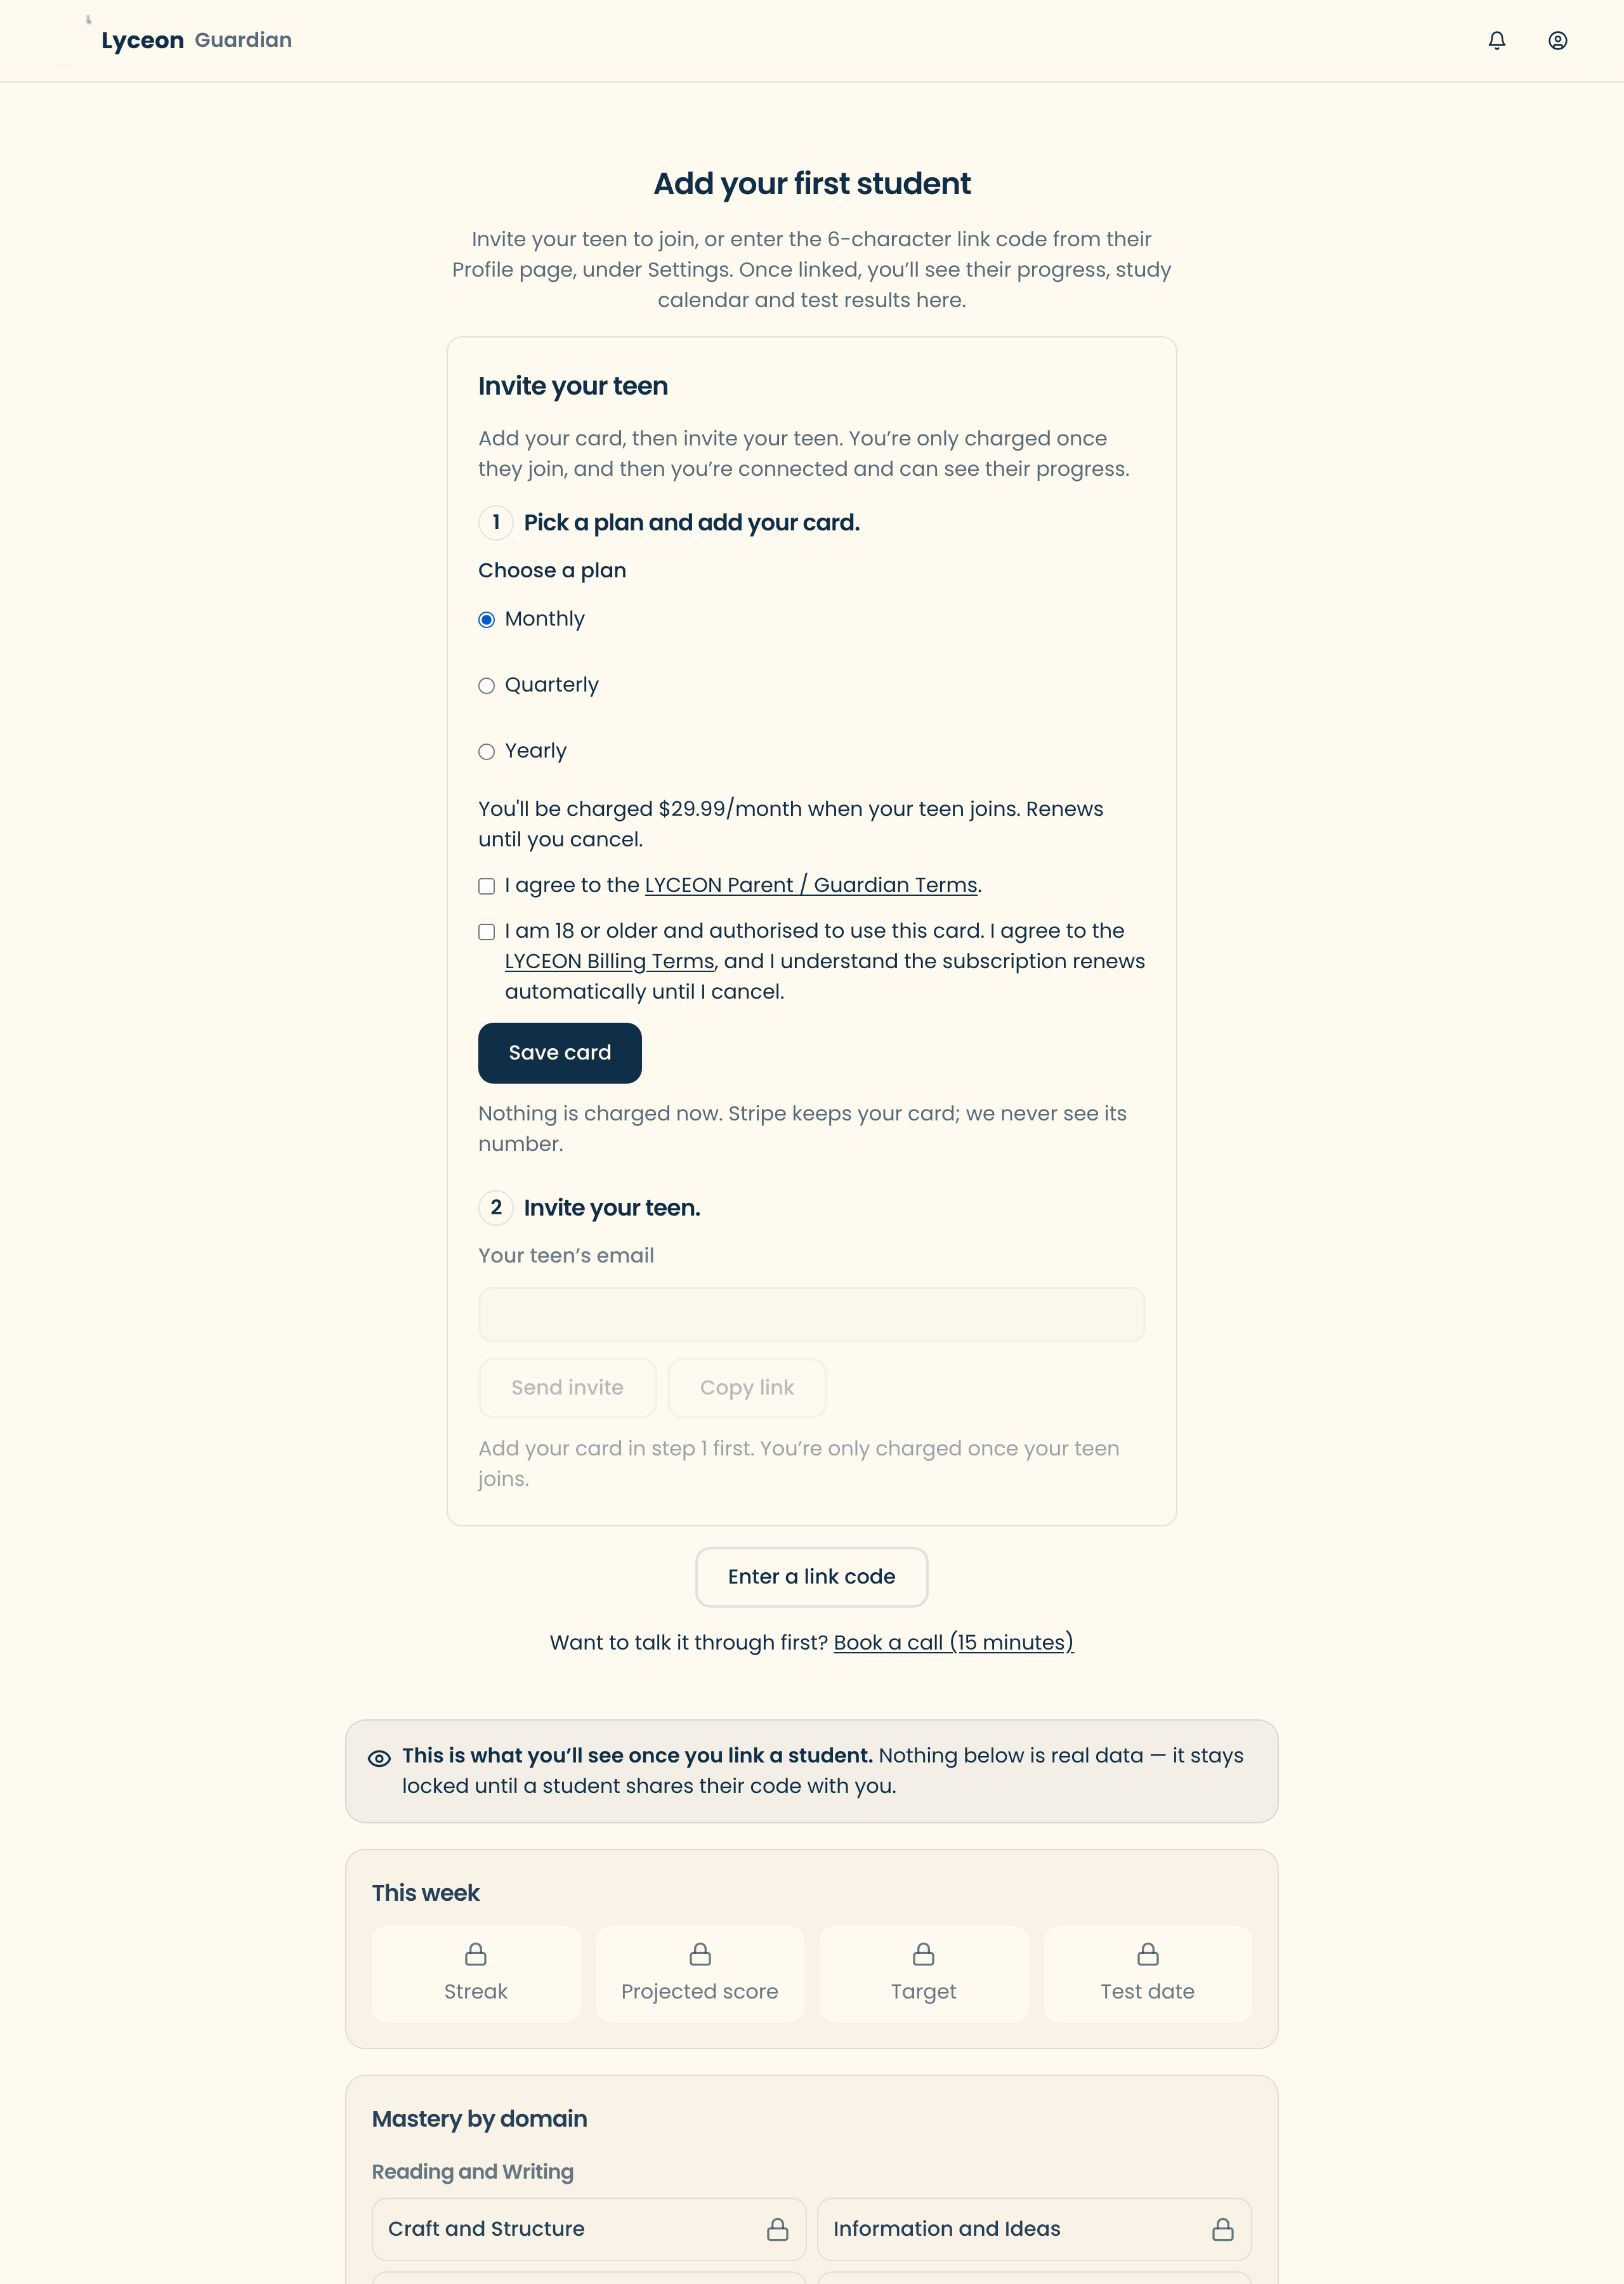 Lyceon Guardian
Add your first student
Invite your teen to join, or enter the 6-character link code from their
Profile page, under Settings. Once linked, you’ll see their progress, study
calendar and test results here.
Invite your teen
Add your card, then invite your teen. You’re only charged once
they join, and then you’re connected and can see their progress.
1 Pick a plan and add your card.
Choose a plan
Monthly
Quarterly
Yearly
You'll be charged $29.99/month when your teen joins. Renews
until you cancel.
I agree to the LYCEON Parent / Guardian Terms.
I am 18 or older and authorised to use this card. I agree to the
LYCEON Billing Terms, and I understand the subscription renews
automatically until I cancel.
Save card
Nothing is charged now. Stripe keeps your card; we never see its
number.
2 Invite your teen.
Your teen’s email
Send invite Copy link
Add your card in step 1 first. You’re only charged once your teen
joins.
Enter a link code
Want to talk it through first? Book a call (15 minutes)
This is what you’ll see once you link a student. Nothing below is real data — it stays
locked until a student shares their code with you.
This week
Streak Projected score Target Test date
Mastery by domain
Reading and Writing
Craft and Structure Information and Ideas